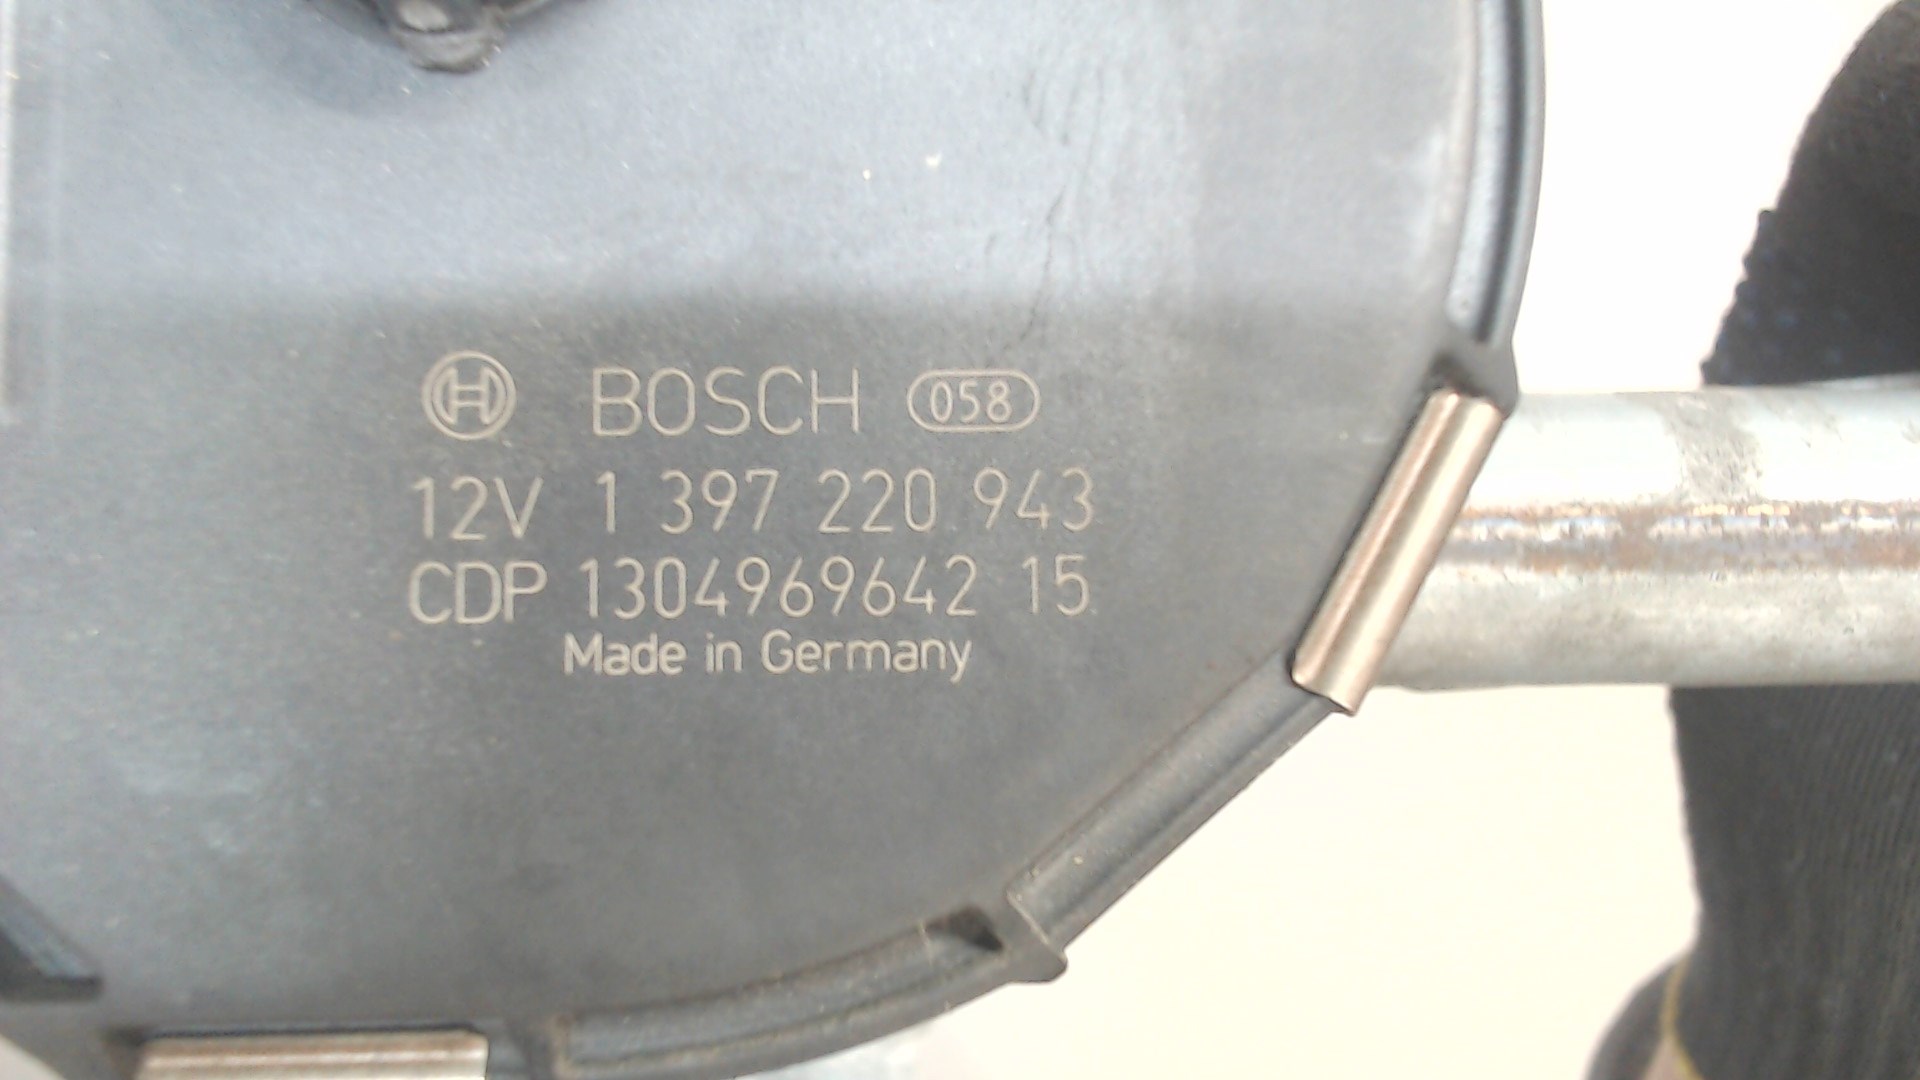 BOSCH 058
12V 1 397 220 943
CDP 1304969642 15
Made in Germany